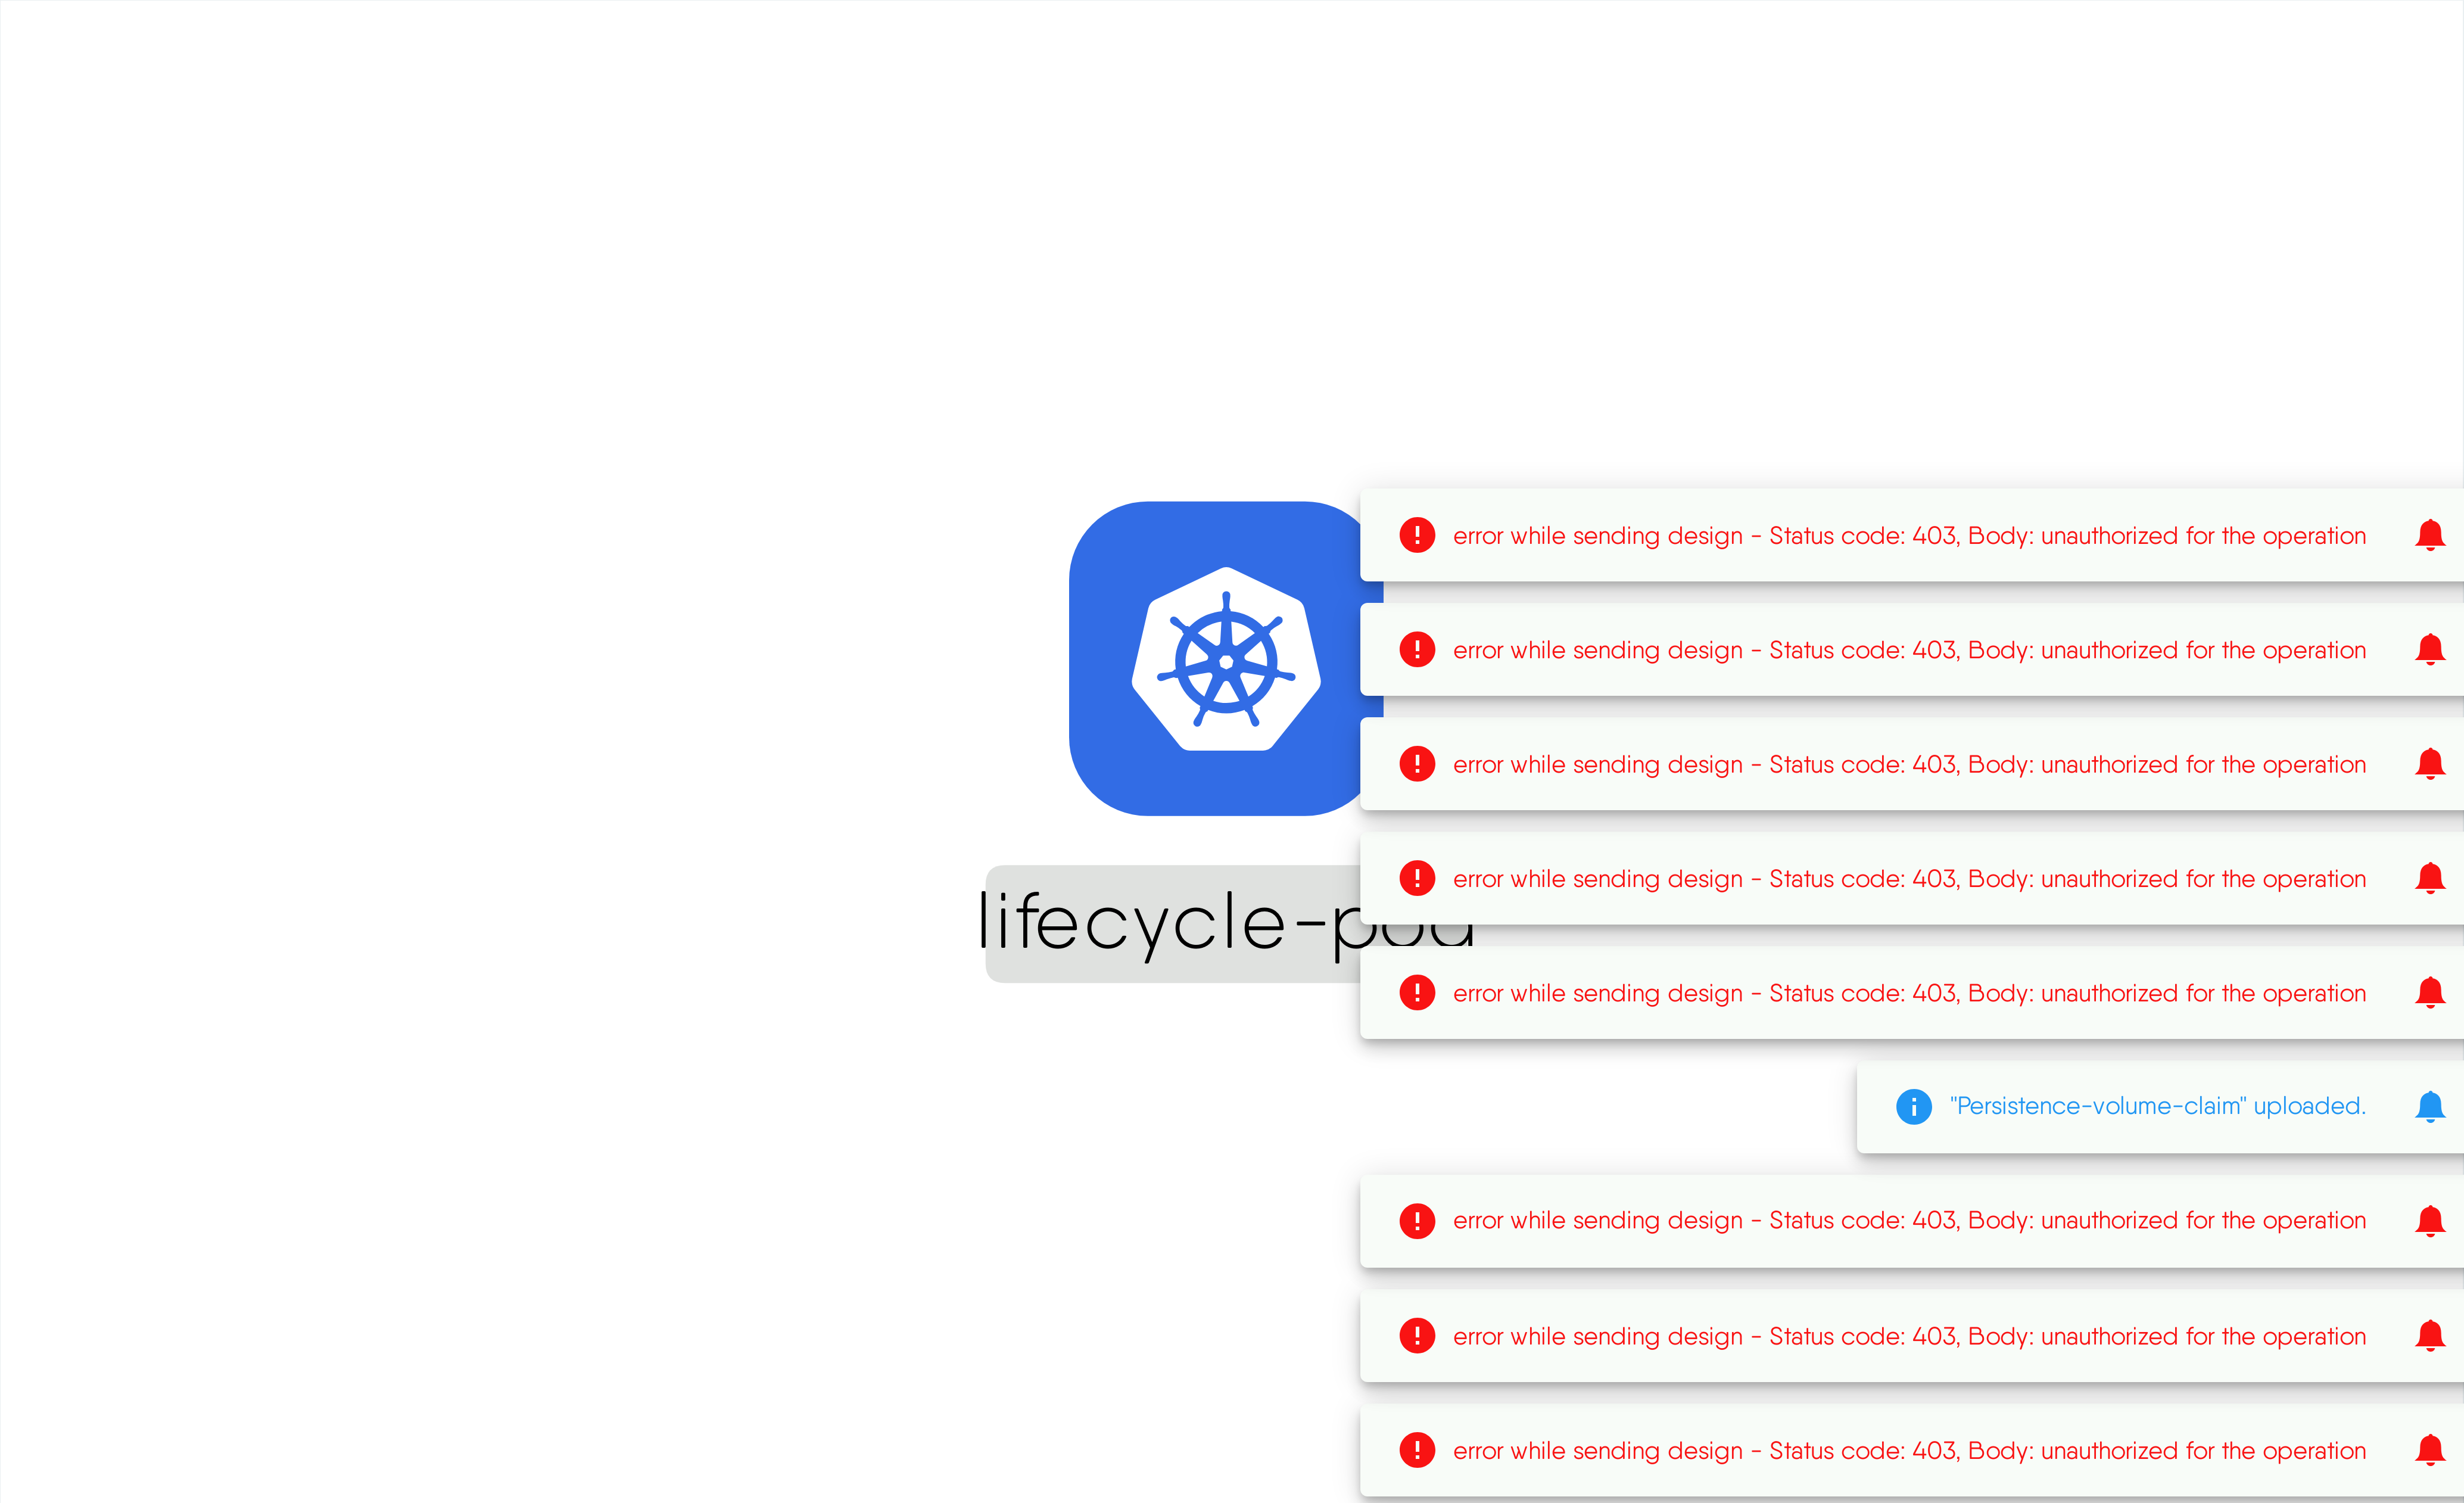 error while sending design - Status code: 403, Body: unauthorized for the operation
error while sending design - Status code: 403, Body: unauthorized for the operation
error while sending design - Status code: 403, Body: unauthorized for the operation
error while sending design - Status code: 403, Body: unauthorized for the operation
lifecycle-pod
error while sending design - Status code: 403, Body: unauthorized for the operation
"Persistence-volume-claim" uploaded.
error while sending design - Status code: 403, Body: unauthorized for the operation
error while sending design - Status code: 403, Body: unauthorized for the operation
error while sending design - Status code: 403, Body: unauthorized for the operation